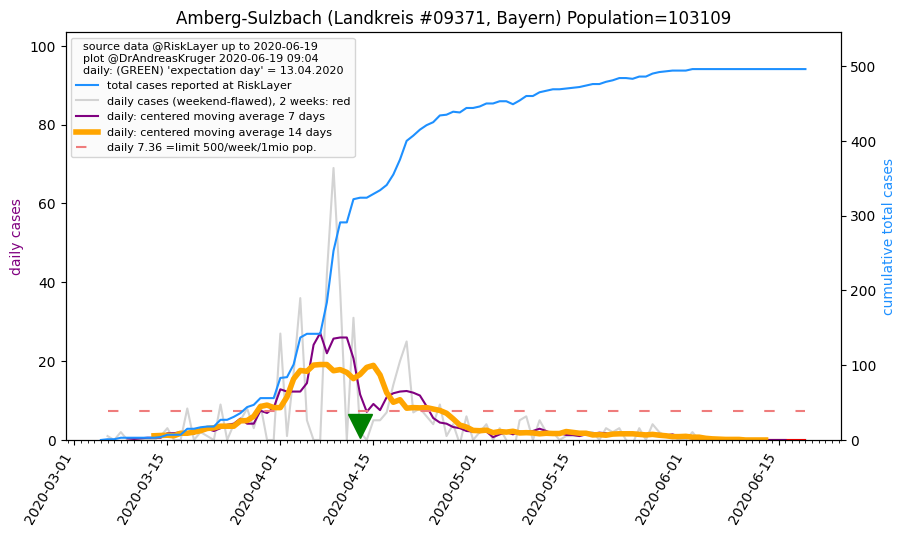 Amberg-Sulzbach (Landkreis #09371, Bayern) Population=103109
source data @RiskLayer up to 2020-06-19
plot @DrAndreasKruger 2020-06-19 09:04
daily: (GREEN) 'expectation day' = 13.04.2020
total cases reported at RiskLayer
daily cases (weekend-flawed), 2 weeks: red
daily: centered moving average 7 days
daily: centered moving average 14 days
daily 7.36 =limit 500/week/1mio pop.
daily cases
100
80
60
40
20
0
cumulative total cases
500
400
300
200
100
0
2020-03-01
2020-03-15
2020-04-01
2020-04-15
2020-05-01
2020-05-15
2020-06-01
2020-06-15